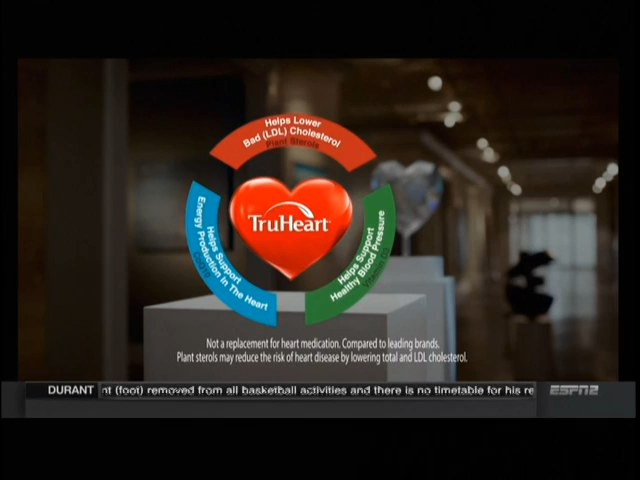 Helps Lower
Bad (LDL) Cholesterol
Plant Sterols
TruHeart
Helps Support
Energy Production In The Heart
CoQ10
Helps Support
Healthy Blood Pressure
Vitamin D3
Not a replacement for heart medication. Compared to leading brands.
Plant sterols may reduce the risk of heart disease by lowering total and LDL cholesterol.
DURANT nt (foot) removed from all basketball activities and there is no timetable for his re ESPN2